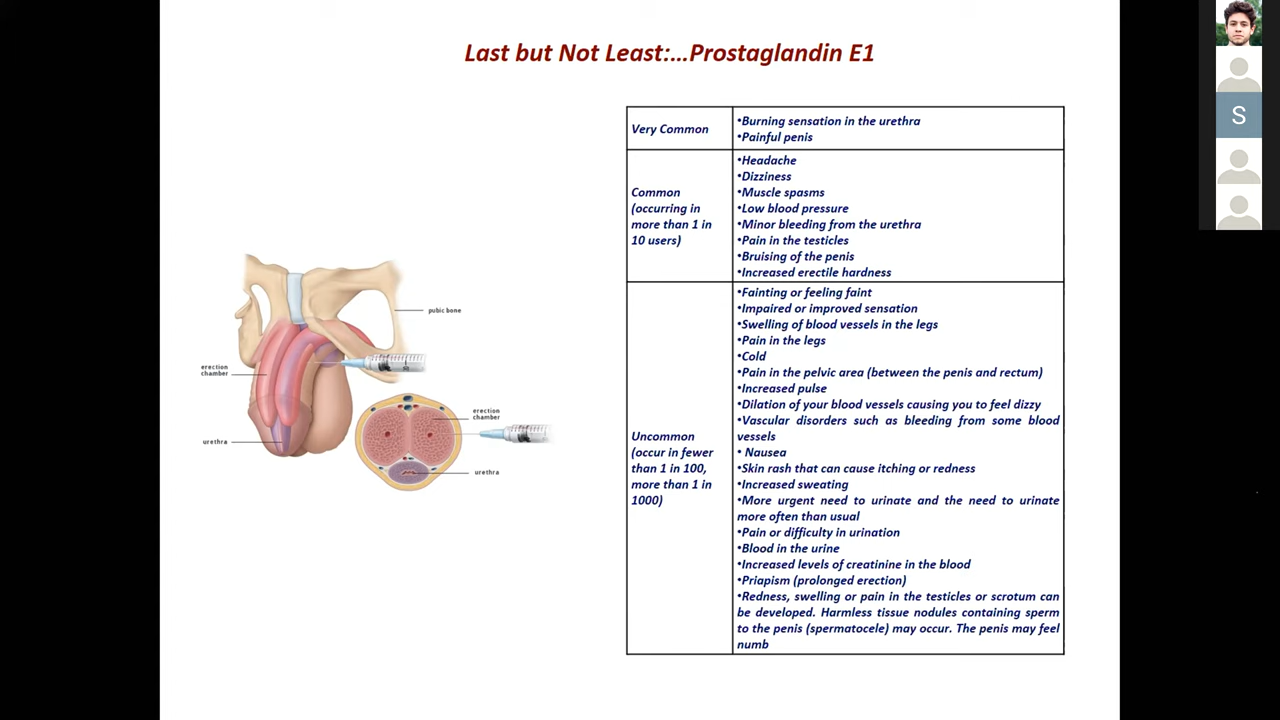 Last but Not Least:...Prostaglandin E1
Very Common
•Burning sensation in the urethra
•Painful penis
Common
(occurring in
more than 1 in
10 users)
•Headache
•Dizziness
•Muscle spasms
•Low blood pressure
•Minor bleeding from the urethra
•Pain in the testicles
•Bruising of the penis
•Increased erectile hardness
Uncommon
(occur in fewer
than 1 in 100,
more than 1 in
1000)
•Fainting or feeling faint
•Impaired or improved sensation
•Swelling of blood vessels in the legs
•Pain in the legs
•Cold
•Pain in the pelvic area (between the penis and rectum)
•Increased pulse
•Dilation of your blood vessels causing you to feel dizzy
•Vascular disorders such as bleeding from some blood
vessels
• Nausea
•Skin rash that can cause itching or redness
•Increased sweating
•More urgent need to urinate and the need to urinate
more often than usual
•Pain or difficulty in urination
•Blood in the urine
•Increased levels of creatinine in the blood
•Priapism (prolonged erection)
•Redness, swelling or pain in the testicles or scrotum can
be developed. Harmless tissue nodules containing sperm
to the penis (spermatocele) may occur. The penis may feel
numb
pubic bone
erection
chamber
urethra
erection
chamber
urethra
S